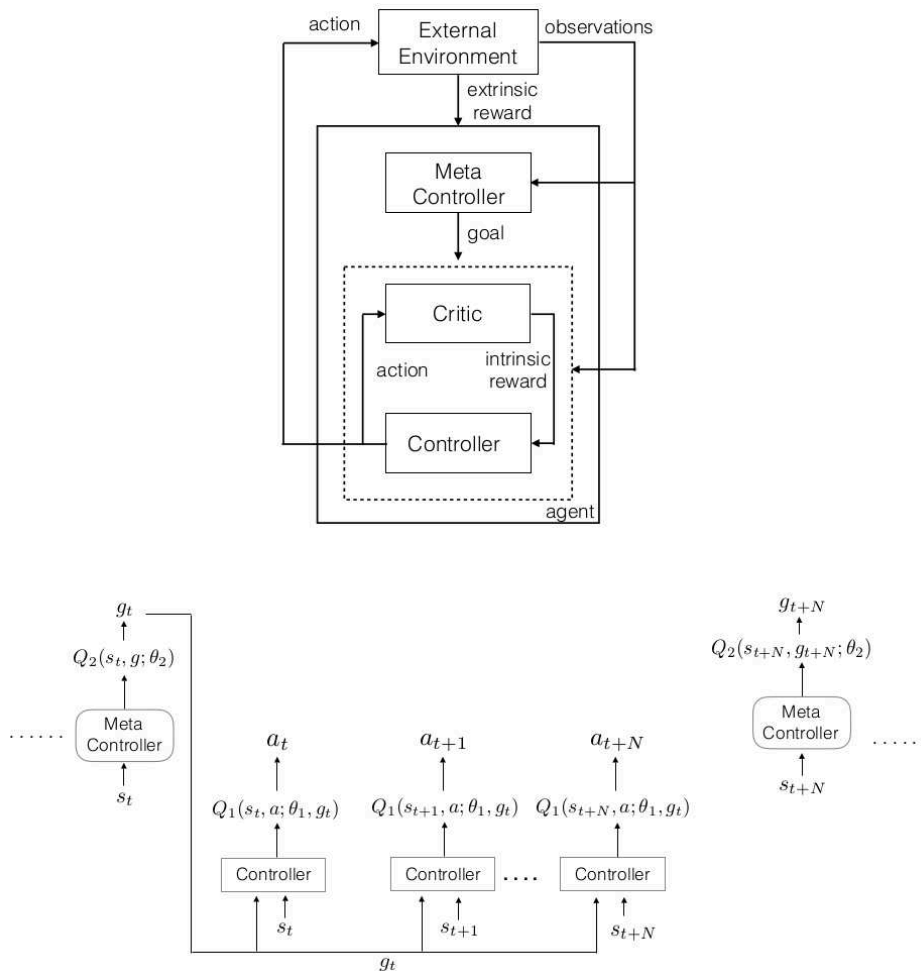 action
External
Environment
observations
extrinsic
reward
Meta
Controller
goal
Critic
action
intrinsic
reward
Controller
agent
g_t
Q_2(s_t, g; θ_2)
Meta
Controller
......
s_t
g_{t+N}
Q_2(s_{t+N}, g_{t+N}; θ_2)
Meta
Controller
.....
s_{t+N}
a_t
a_{t+1}
a_{t+N}
Q_1(s_t, a; θ_1, g_t)
Q_1(s_{t+1}, a; θ_1, g_t)
Q_1(s_{t+N}, a; θ_1, g_t)
Controller
Controller
....
Controller
s_t
s_{t+1}
s_{t+N}
g_t